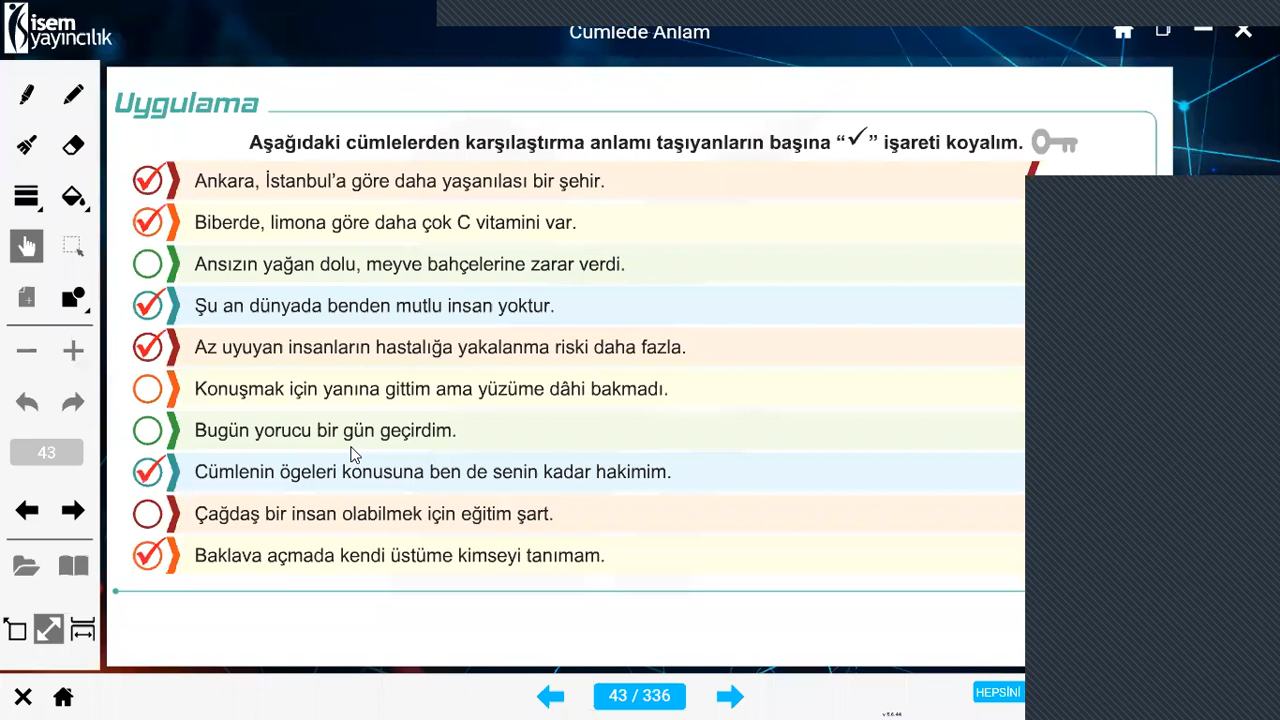 isem
yayıncılık
Cümlede Anlam
Uygulama
Aşağıdaki cümlelerden karşılaştırma anlamı taşıyanların başına “✓” işareti koyalım.
Ankara, İstanbul’a göre daha yaşanılası bir şehir.
Biberde, limona göre daha çok C vitamini var.
Ansızın yağan dolu, meyve bahçelerine zarar verdi.
Şu an dünyada benden mutlu insan yoktur.
Az uyuyan insanların hastalığa yakalanma riski daha fazla.
Konuşmak için yanına gittim ama yüzüme dâhi bakmadı.
Bugün yorucu bir gün geçirdim.
Cümlenin ögeleri konusuna ben de senin kadar hakimim.
Çağdaş bir insan olabilmek için eğitim şart.
Baklava açmada kendi üstüme kimseyi tanımam.
43
43 / 336
HEPSİNİ
v 5.6.44